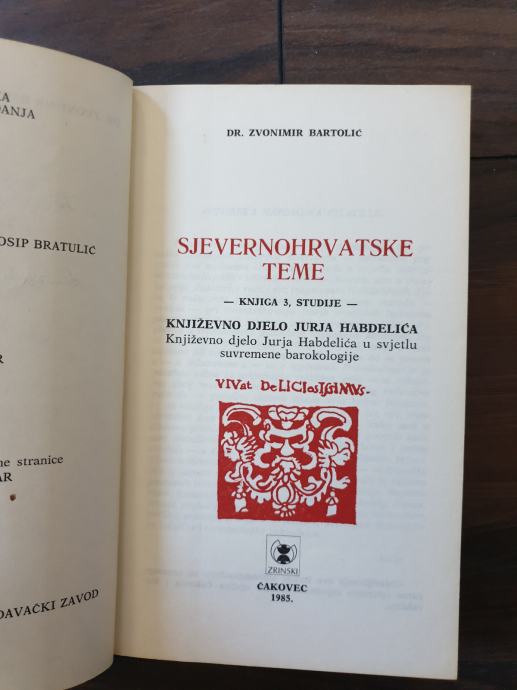 DANJA
OSIP BRATULIĆ
ne stranice
AR
DAVAČKI ZAVOD
DR. ZVONIMIR BARTOLIĆ
SJEVERNOHRVATSKE
TEME
— KNJIGA 3, STUDIJE —
KNJIŽEVNO DJELO JURJA HABDELIĆA
Književno djelo Jurja Habdelića u svjetlu
suvremene barokologije
VIVat DeLICIosIſſIMVs.
ZRINSKI
ČAKOVEC
1985.